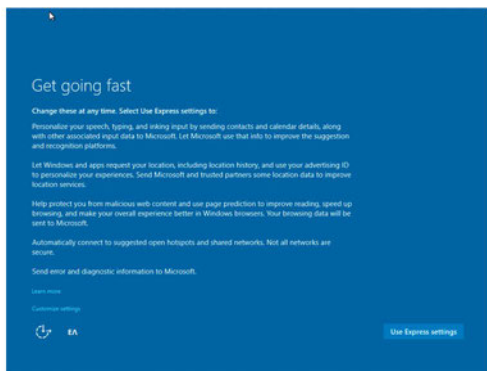 Get going fast
Change these at any time. Select Use Express settings to:
Personalize your speech, typing, and inking input by sending contacts and calendar details, along
with other associated input data to Microsoft. Let Microsoft use that info to improve the suggestion
and recognition platforms.
Let Windows and apps request your location, including location history, and use your advertising ID
to personalize your experiences. Send Microsoft and trusted partners some location data to improve
location services.
Help protect you from malicious web content and use page prediction to improve reading, speed up
browsing, and make your overall experience better in Windows browsers. Your browsing data will be
sent to Microsoft.
Automatically connect to suggested open hotspots and shared networks. Not all networks are
secure.
Send error and diagnostic information to Microsoft.
Learn more
Customize settings
ΕΛ
Use Express settings